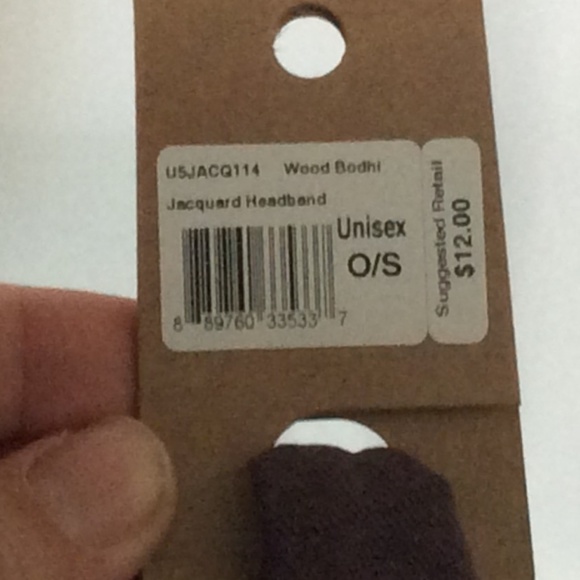 U5JACQ114 Wood Bodhi
Jacquard Headband
Unisex
O/S
8 89760 33533 7
Suggested Retail
$12.00